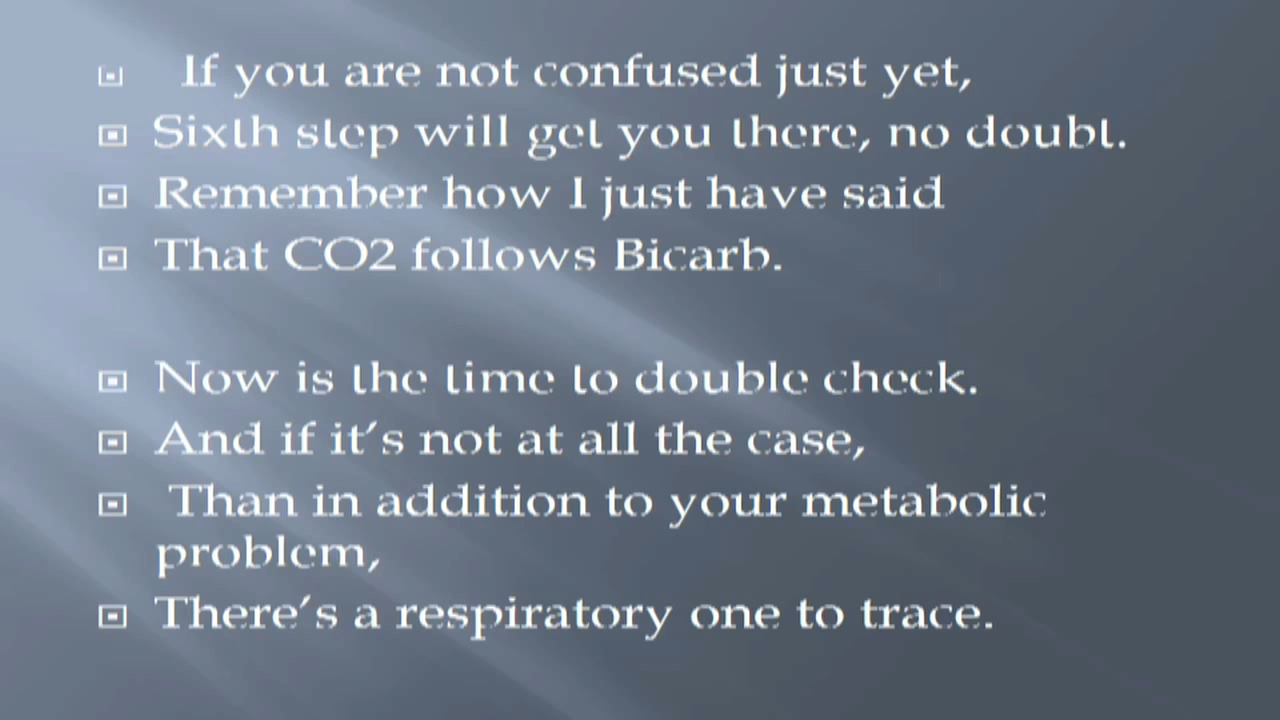 If you are not confused just yet,
Sixth step will get you there, no doubt.
Remember how I just have said
That CO2 follows Bicarb.
Now is the time to double check.
And if it's not at all the case,
Than in addition to your metabolic
problem,
There's a respiratory one to trace.